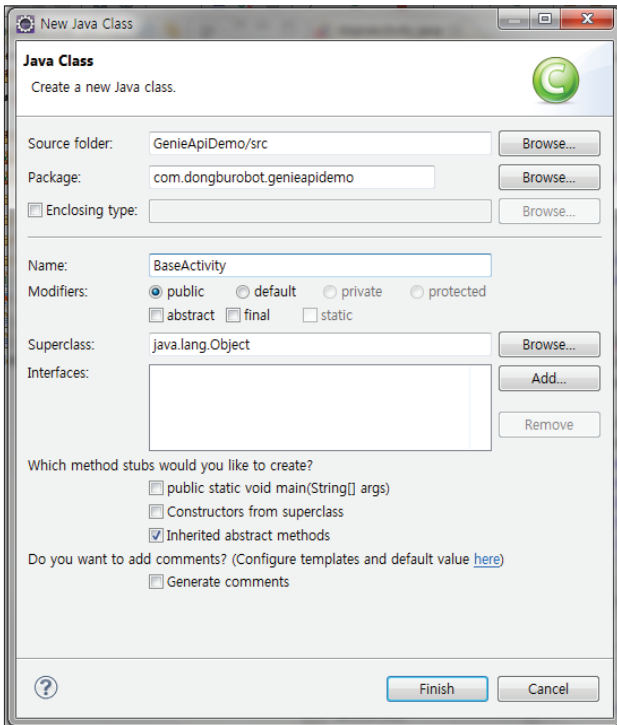 New Java Class
Java Class
Create a new Java class.
C
Source folder: GenieApiDemo/src Browse...
Package: com.dongburobot.genieapidemo Browse...
Enclosing type: Browse...
Name: BaseActivity
Modifiers: public default private protected
abstract final static
Superclass: java.lang.Object Browse...
Interfaces: Add...
Remove
Which method stubs would you like to create?
public static void main(String[] args)
Constructors from superclass
Inherited abstract methods
Do you want to add comments? (Configure templates and default value here)
Generate comments
? Finish Cancel